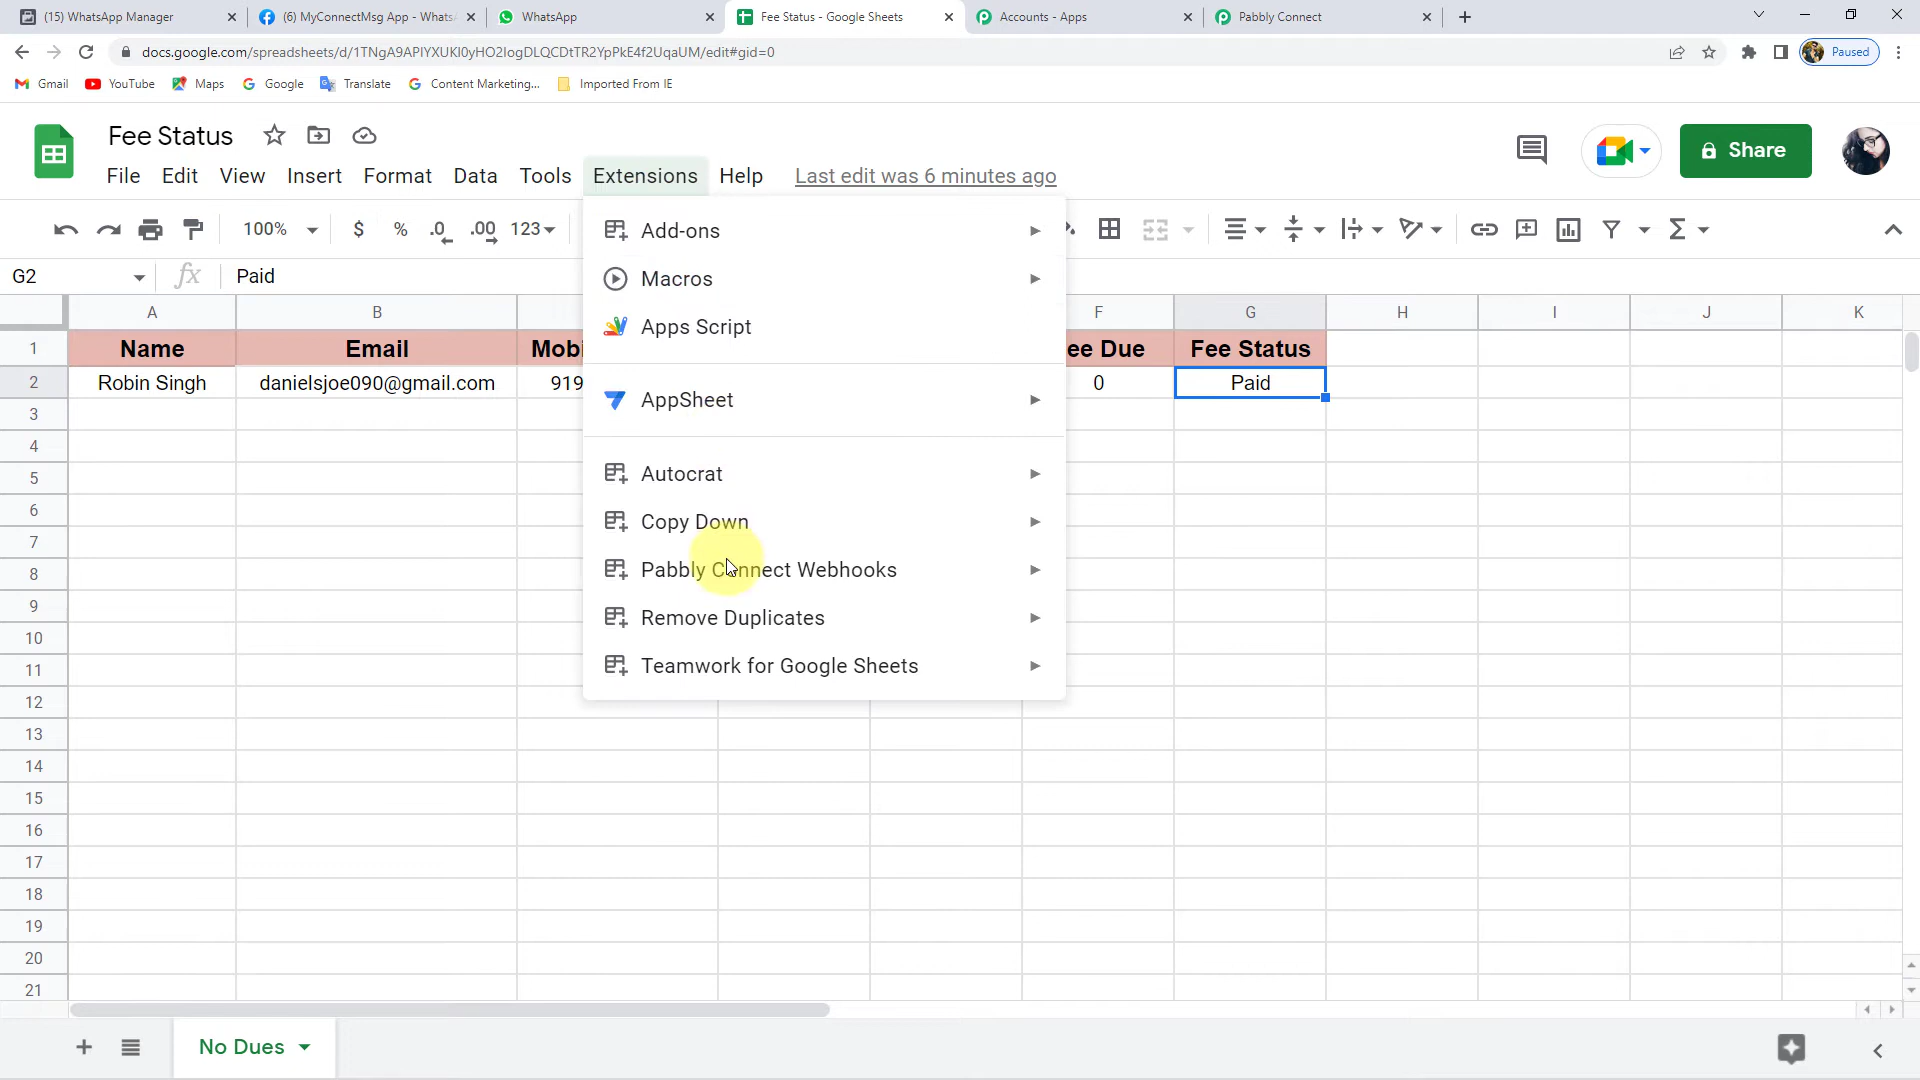 (15) WhatsApp Manager
(6) MyConnectMsg App - Whats
WhatsApp
Fee Status - Google Sheets
Accounts - Apps
Pabbly Connect
docs.google.com/spreadsheets/d/1TNgA9APIYXUKI0yHO2IogDLQCDtTR2YpPkE4f2UqaUM/edit#gid=0
Paused
Gmail
YouTube
Maps
Google
Translate
Content Marketing...
Imported From IE
Fee Status
File Edit View Insert Format Data Tools Extensions Help Last edit was 6 minutes ago
Share
100% $ % .0 .00 123
G2 fx Paid
A B F G H I J K
1 Name Email Mobi ee Due Fee Status
2 Robin Singh danielsjoe090@gmail.com 919 0 Paid
Add-ons
Macros
Apps Script
AppSheet
Autocrat
Copy Down
Pabbly Connect Webhooks
Remove Duplicates
Teamwork for Google Sheets
3
4
5
6
7
8
9
10
11
12
13
14
15
16
17
18
19
20
21
No Dues